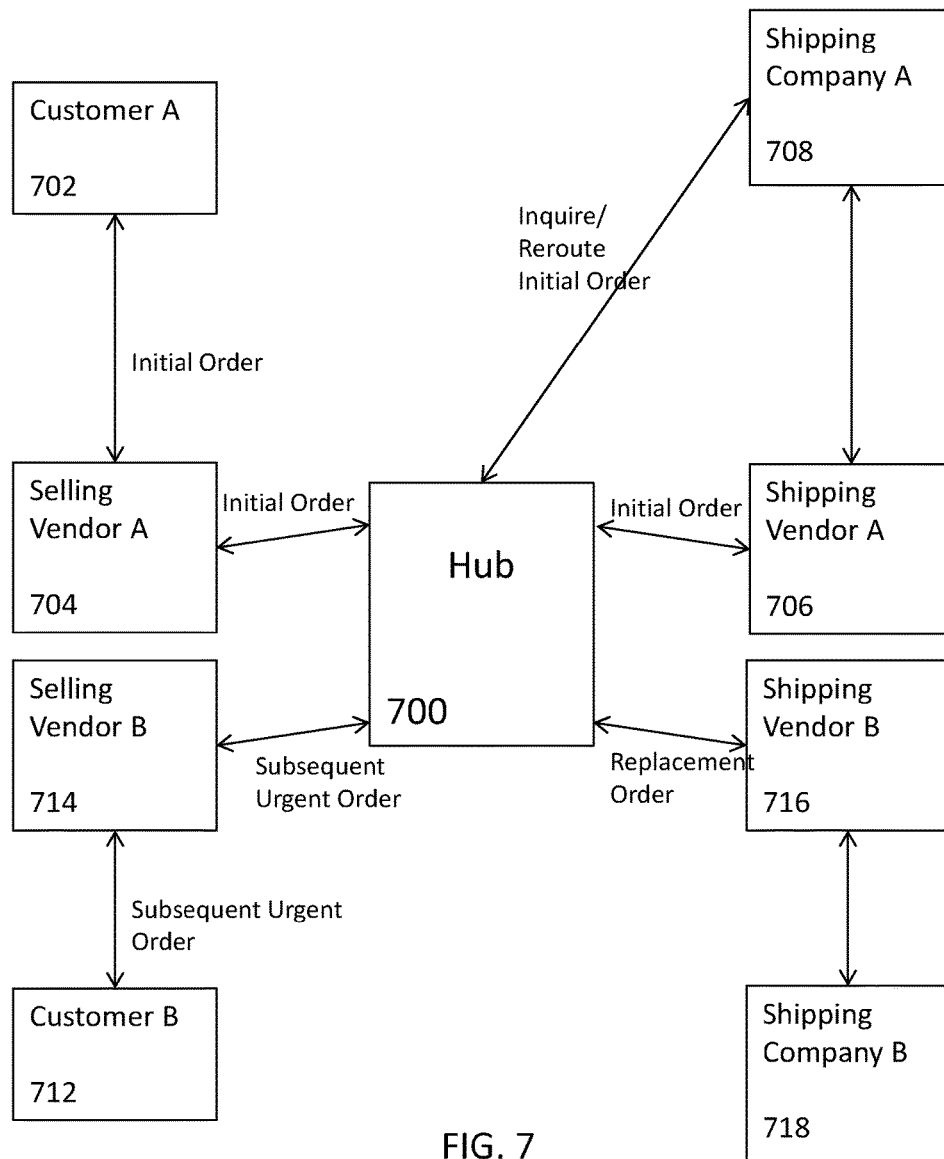 Shipping
Company A
708
Customer A
702
Inquire/
Reroute
Initial Order
Initial Order
Selling
Vendor A
704
Initial Order
Hub
700
Initial Order
Shipping
Vendor A
706
Selling
Vendor B
714
Subsequent
Urgent Order
Replacement
Order
Shipping
Vendor B
716
Subsequent Urgent
Order
Customer B
712
Shipping
Company B
718
FIG. 7